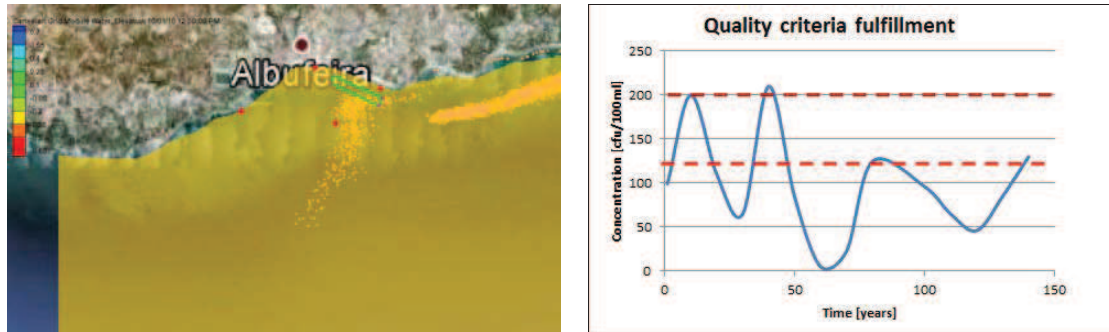 Albufeira
Quality criteria fulfillment
Concentration [cfu/100ml]
250
200
150
100
50
0
0 50 100 150
Time [years]